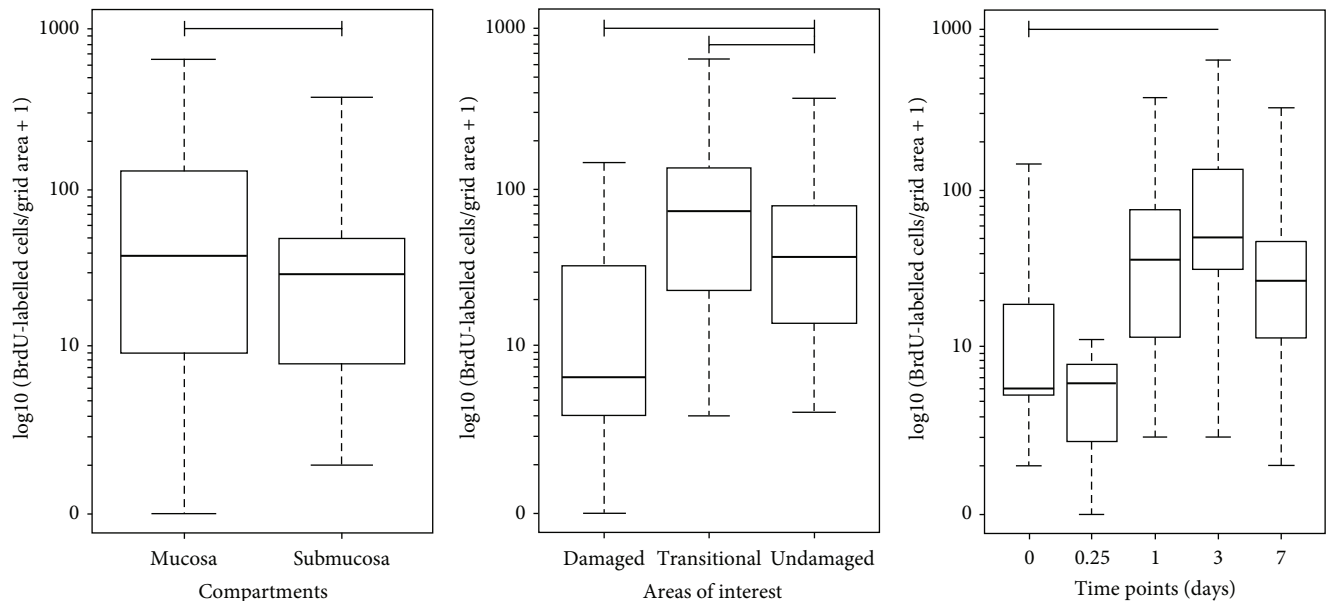 log10 (BrdU-labelled cells/grid area + 1)
1000
100
10
0
Mucosa
Submucosa
Compartments
log10 (BrdU-labelled cells/grid area + 1)
1000
100
10
0
Damaged
Transitional
Undamaged
Areas of interest
log10 (BrdU-labelled cells/grid area + 1)
1000
100
10
0
0
0.25
1
3
7
Time points (days)